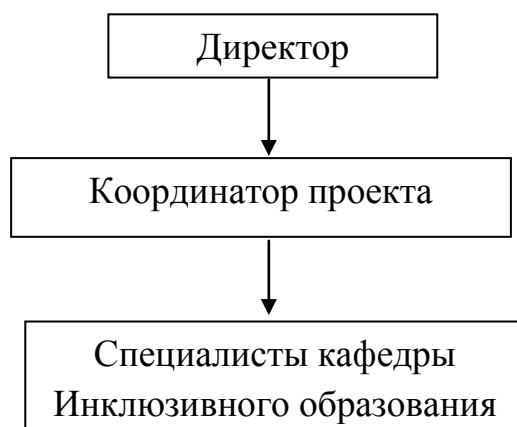 Директор
Координатор проекта
Специалисты кафедры
Инклюзивного образования